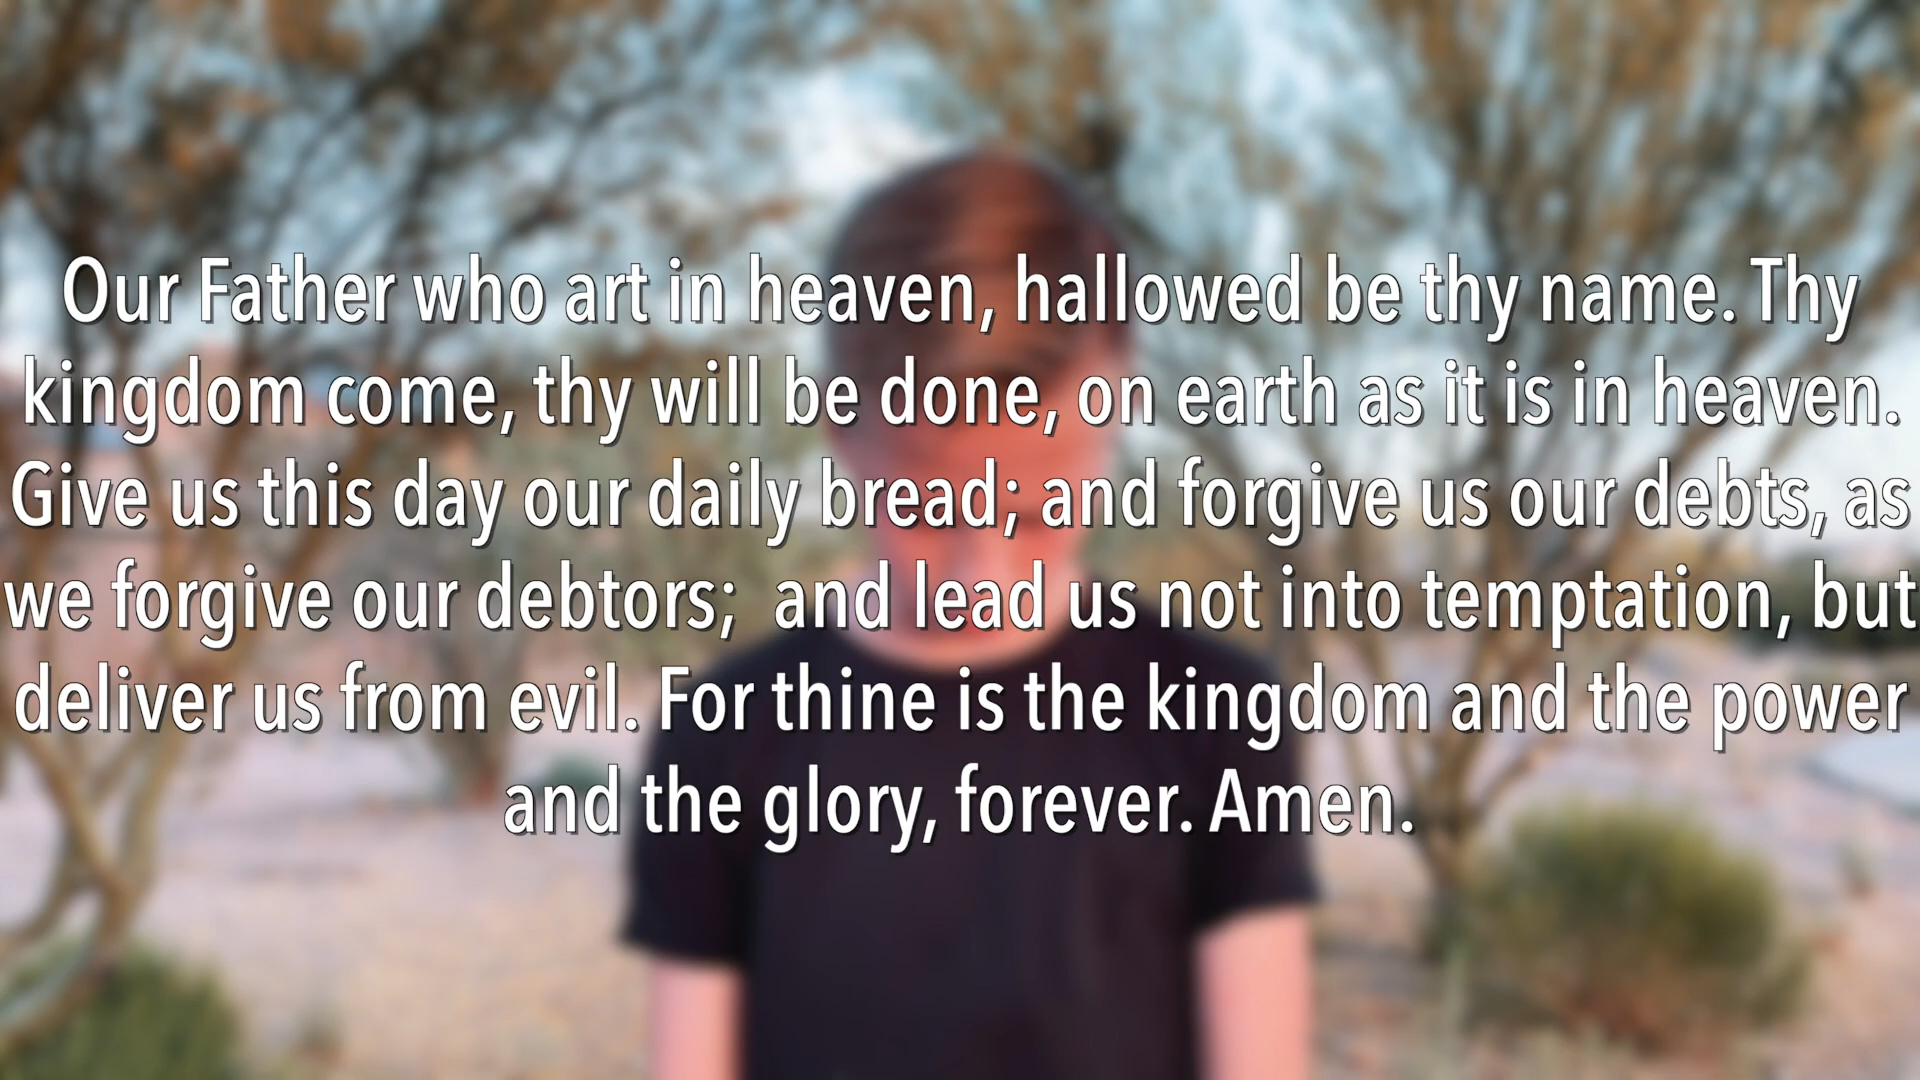 Our Father who art in heaven, hallowed be thy name. Thy
kingdom come, thy will be done, on earth as it is in heaven.
Give us this day our daily bread; and forgive us our debts, as
we forgive our debtors;  and lead us not into temptation, but
deliver us from evil. For thine is the kingdom and the power
and the glory, forever. Amen.